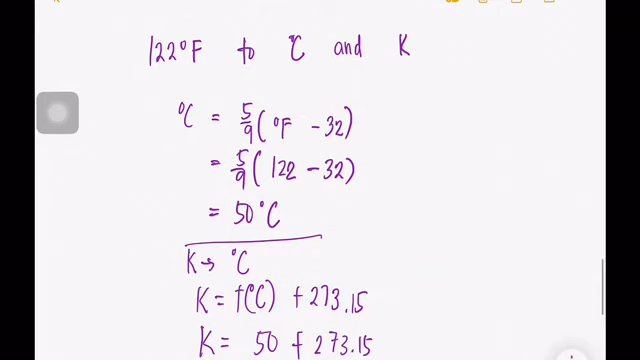 122°F to °C and K
°C = 5/9 ( °F - 32)
= 5/9 ( 122 - 32)
= 50°C
K → °C
K = t(°C) + 273.15
K = 50 + 273.15